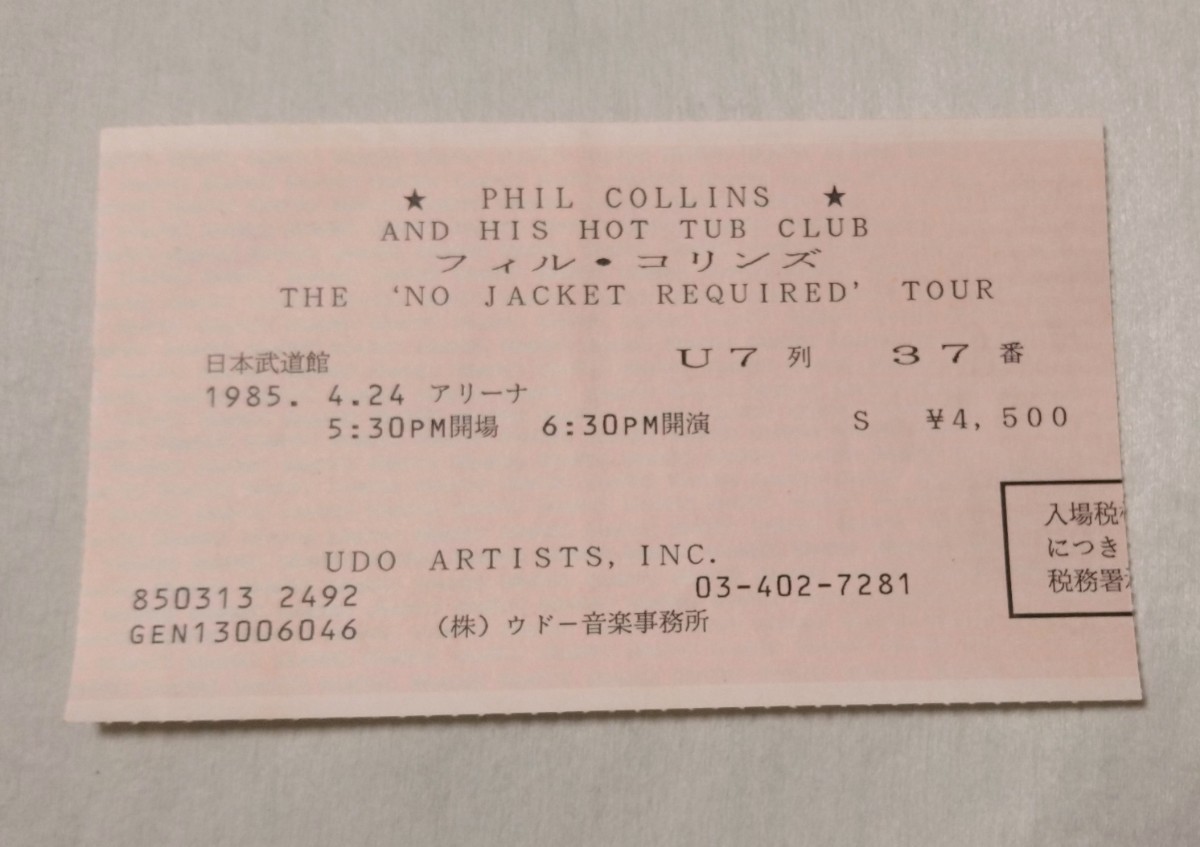 ★ PHIL COLLINS ★
AND HIS HOT TUB CLUB
フィル・コリンズ
THE 'NO JACKET REQUIRED' TOUR
日本武道館 U7列 37番
1985. 4.24 アリーナ
5:30PM開場 6:30PM開演 S ¥4,500
入場税
につき
税務署
UDO ARTISTS, INC.
850313 2492 03-402-7281
GEN13006046 (株)ウドー音楽事務所